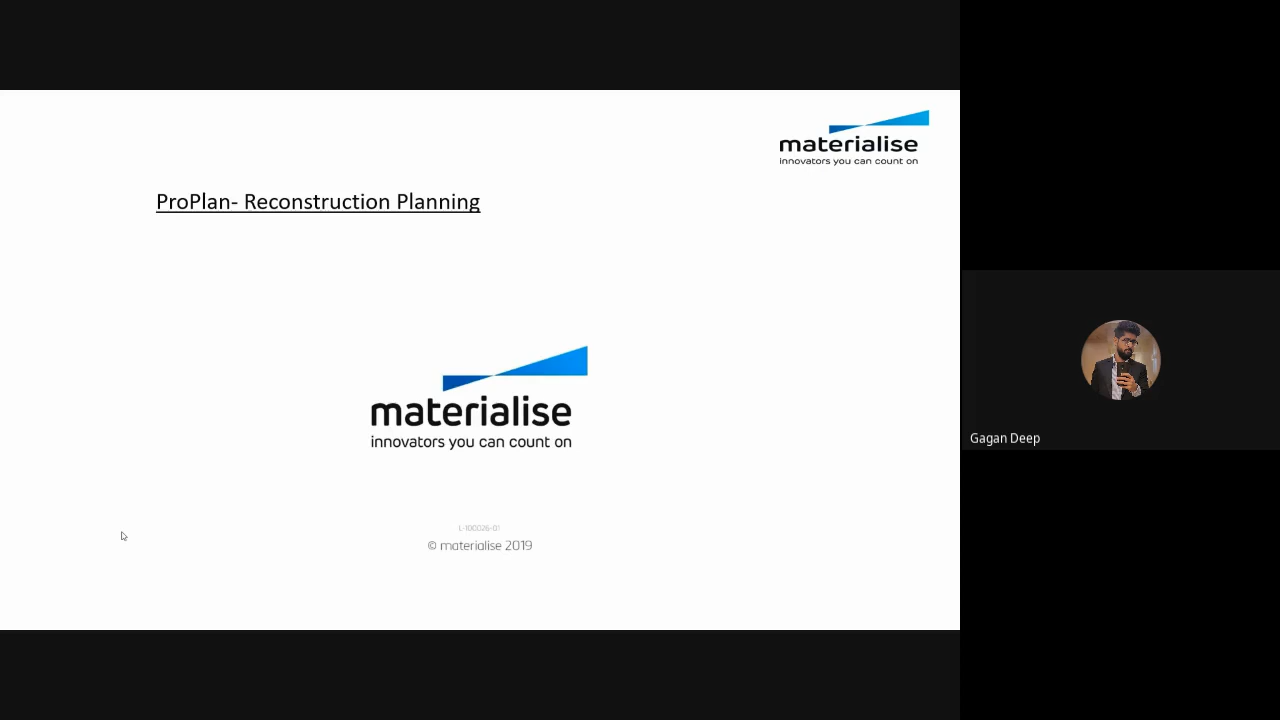 materialise
innovators you can count on
ProPlan- Reconstruction Planning
materialise
innovators you can count on
L-100026-01
© materialise 2019
Gagan Deep